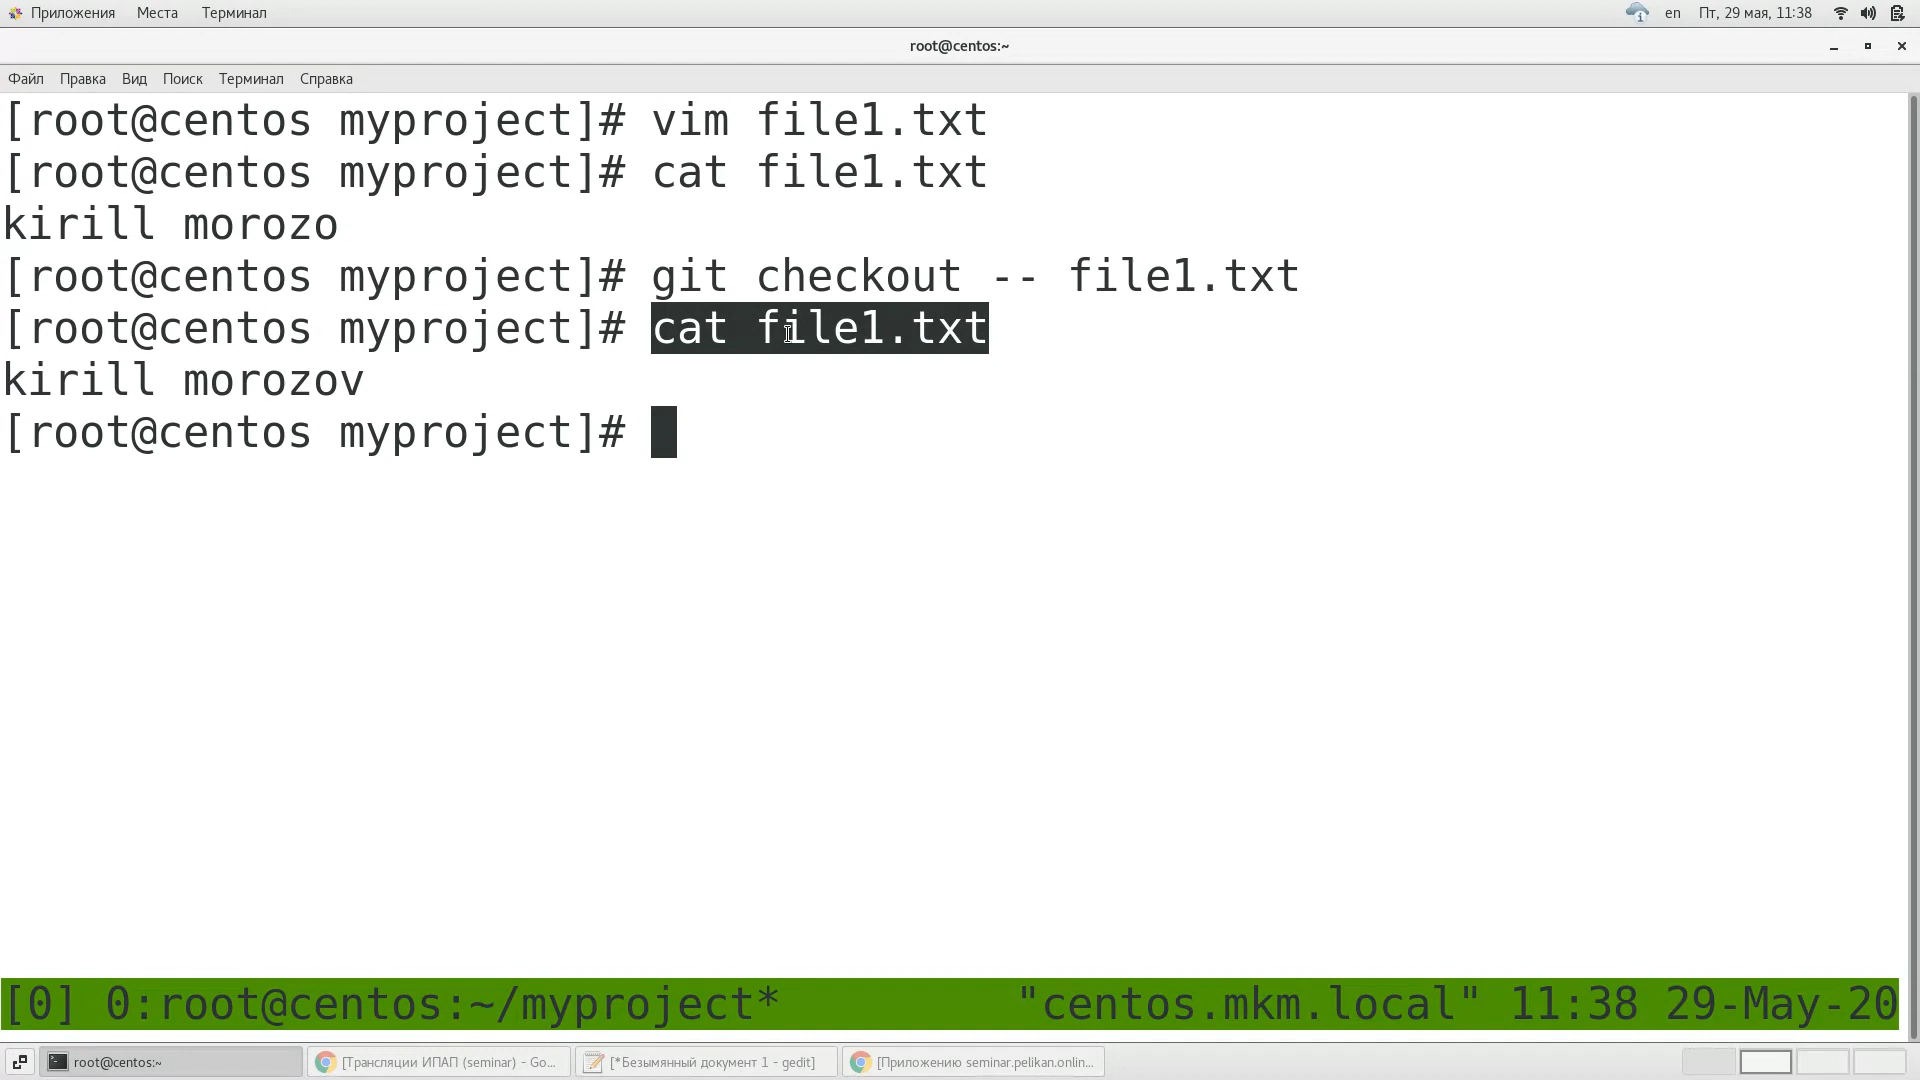 Приложения Места Терминал en Пт, 29 мая, 11:38
root@centos:~
Файл Правка Вид Поиск Терминал Справка
[root@centos myproject]# vim file1.txt
[root@centos myproject]# cat file1.txt
kirill morozo
[root@centos myproject]# git checkout -- file1.txt
[root@centos myproject]# cat file1.txt
kirill morozov
[root@centos myproject]#
[0] 0:root@centos:~/myproject* "centos.mkm.local" 11:38 29-May-20
root@centos:~ [Трансляции ИПАП (seminar) - Go... [*Безымянный документ 1 - gedit] [Приложению seminar.pelikan.onlin...